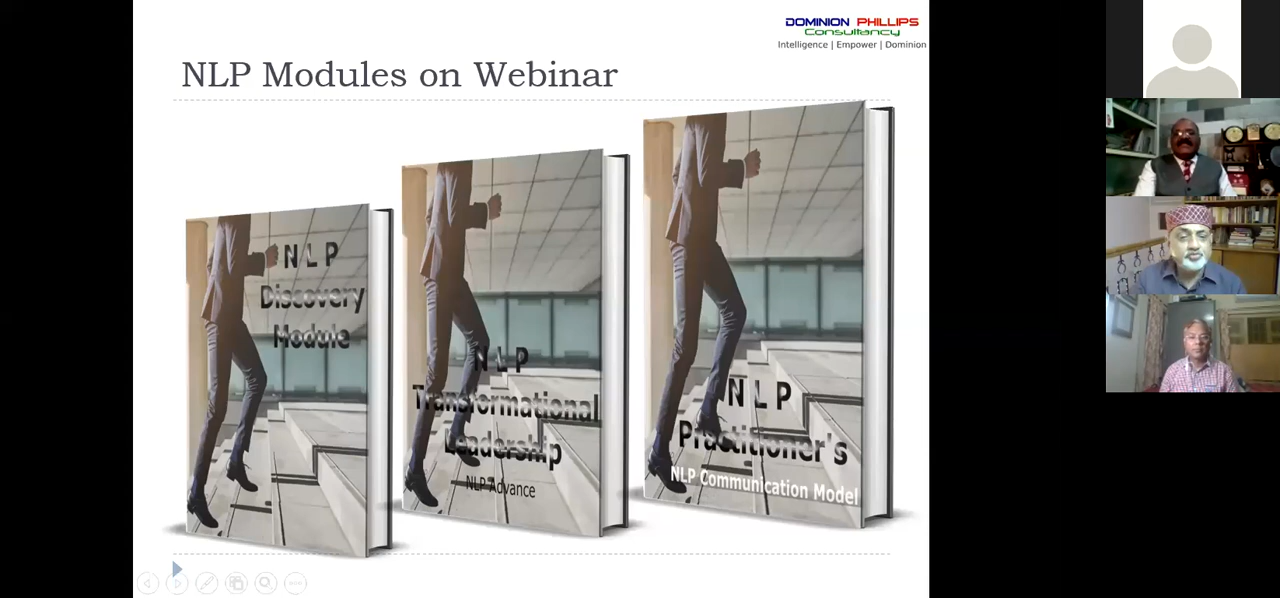 DOMINION PHILLIPS
Consultancy
Intelligence | Empower | Dominion
NLP Modules on Webinar
NLP
Discovery
Module
NLP
Transformational
Leadership
NLP Advance
NLP
Practitioner's
NLP Communication Model